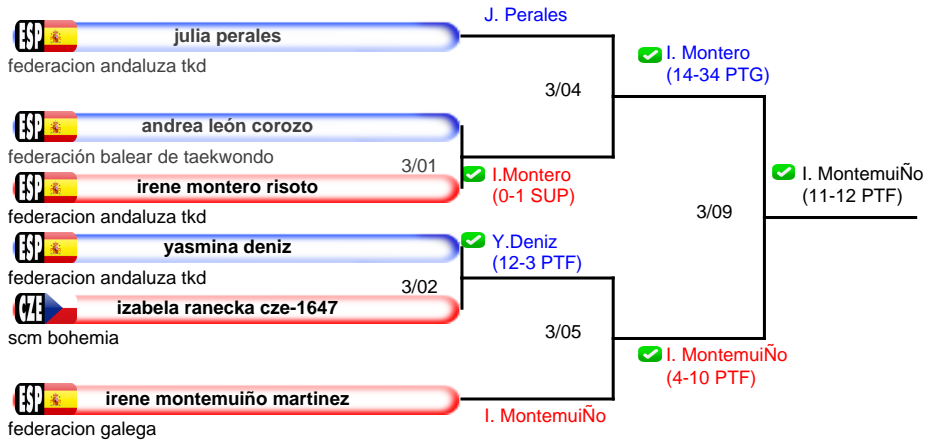 J. Perales
ESP julia perales
federacion andaluza tkd
I. Montero
(14-34 PTG)
3/04
ESP andrea león corozo
federación balear de taekwondo
3/01
I.Montero
(0-1 SUP)
ESP irene montero risoto
federacion andaluza tkd
I. MontemuiÑo
(11-12 PTF)
3/09
ESP yasmina deniz
federacion andaluza tkd
Y.Deniz
(12-3 PTF)
3/02
CZE izabela ranecka cze-1647
scm bohemia
3/05
I. MontemuiÑo
(4-10 PTF)
ESP irene montemuiño martinez
federacion galega
I. MontemuiÑo